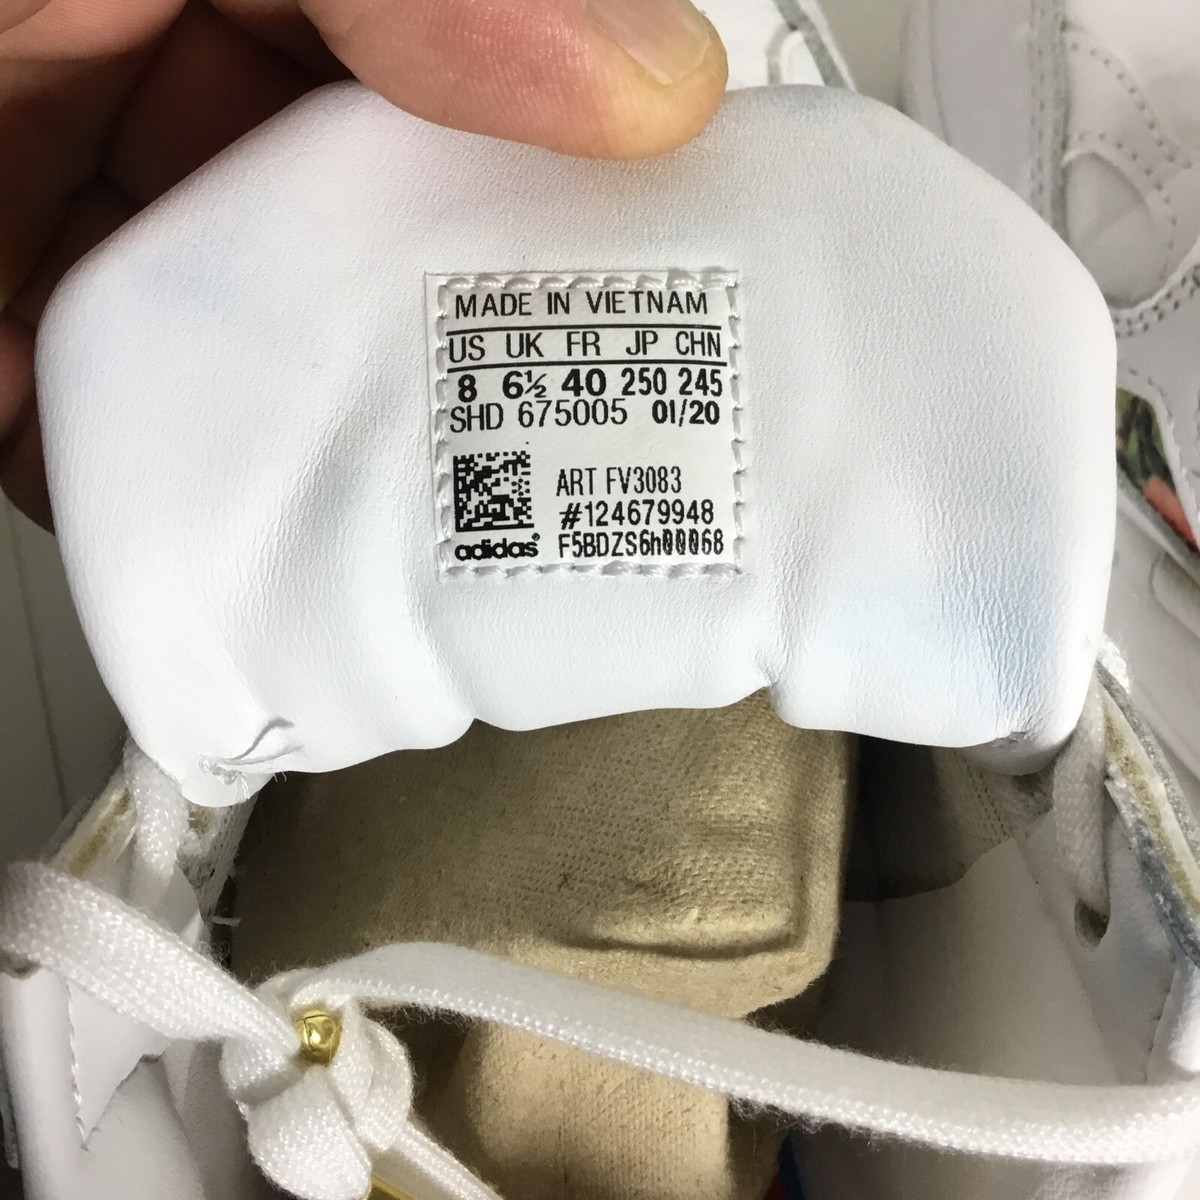 MADE IN VIETNAM
US UK FR JP CHN
8 6½ 40 250 245
SHD 675005 01/20
ART FV3083
#124679948
adidas® F5BDZS6h00068